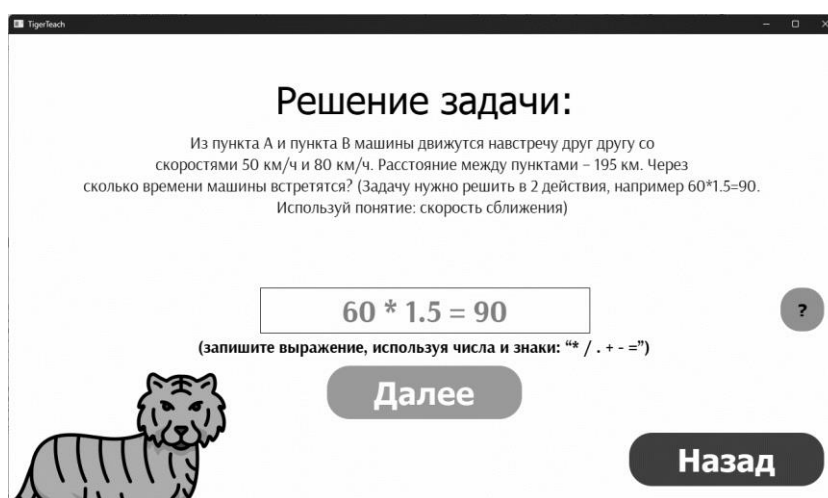 TigerTeach
Решение задачи:
Из пункта А и пункта В машины движутся навстречу друг другу со
скоростями 50 км/ч и 80 км/ч. Расстояние между пунктами – 195 км. Через
сколько времени машины встретятся? (Задачу нужно решить в 2 действия, например 60*1.5=90.
Используй понятие: скорость сближения)
60 * 1.5 = 90
?
(запишите выражение, используя числа и знаки: “* / . + - =”)
Далее
Назад